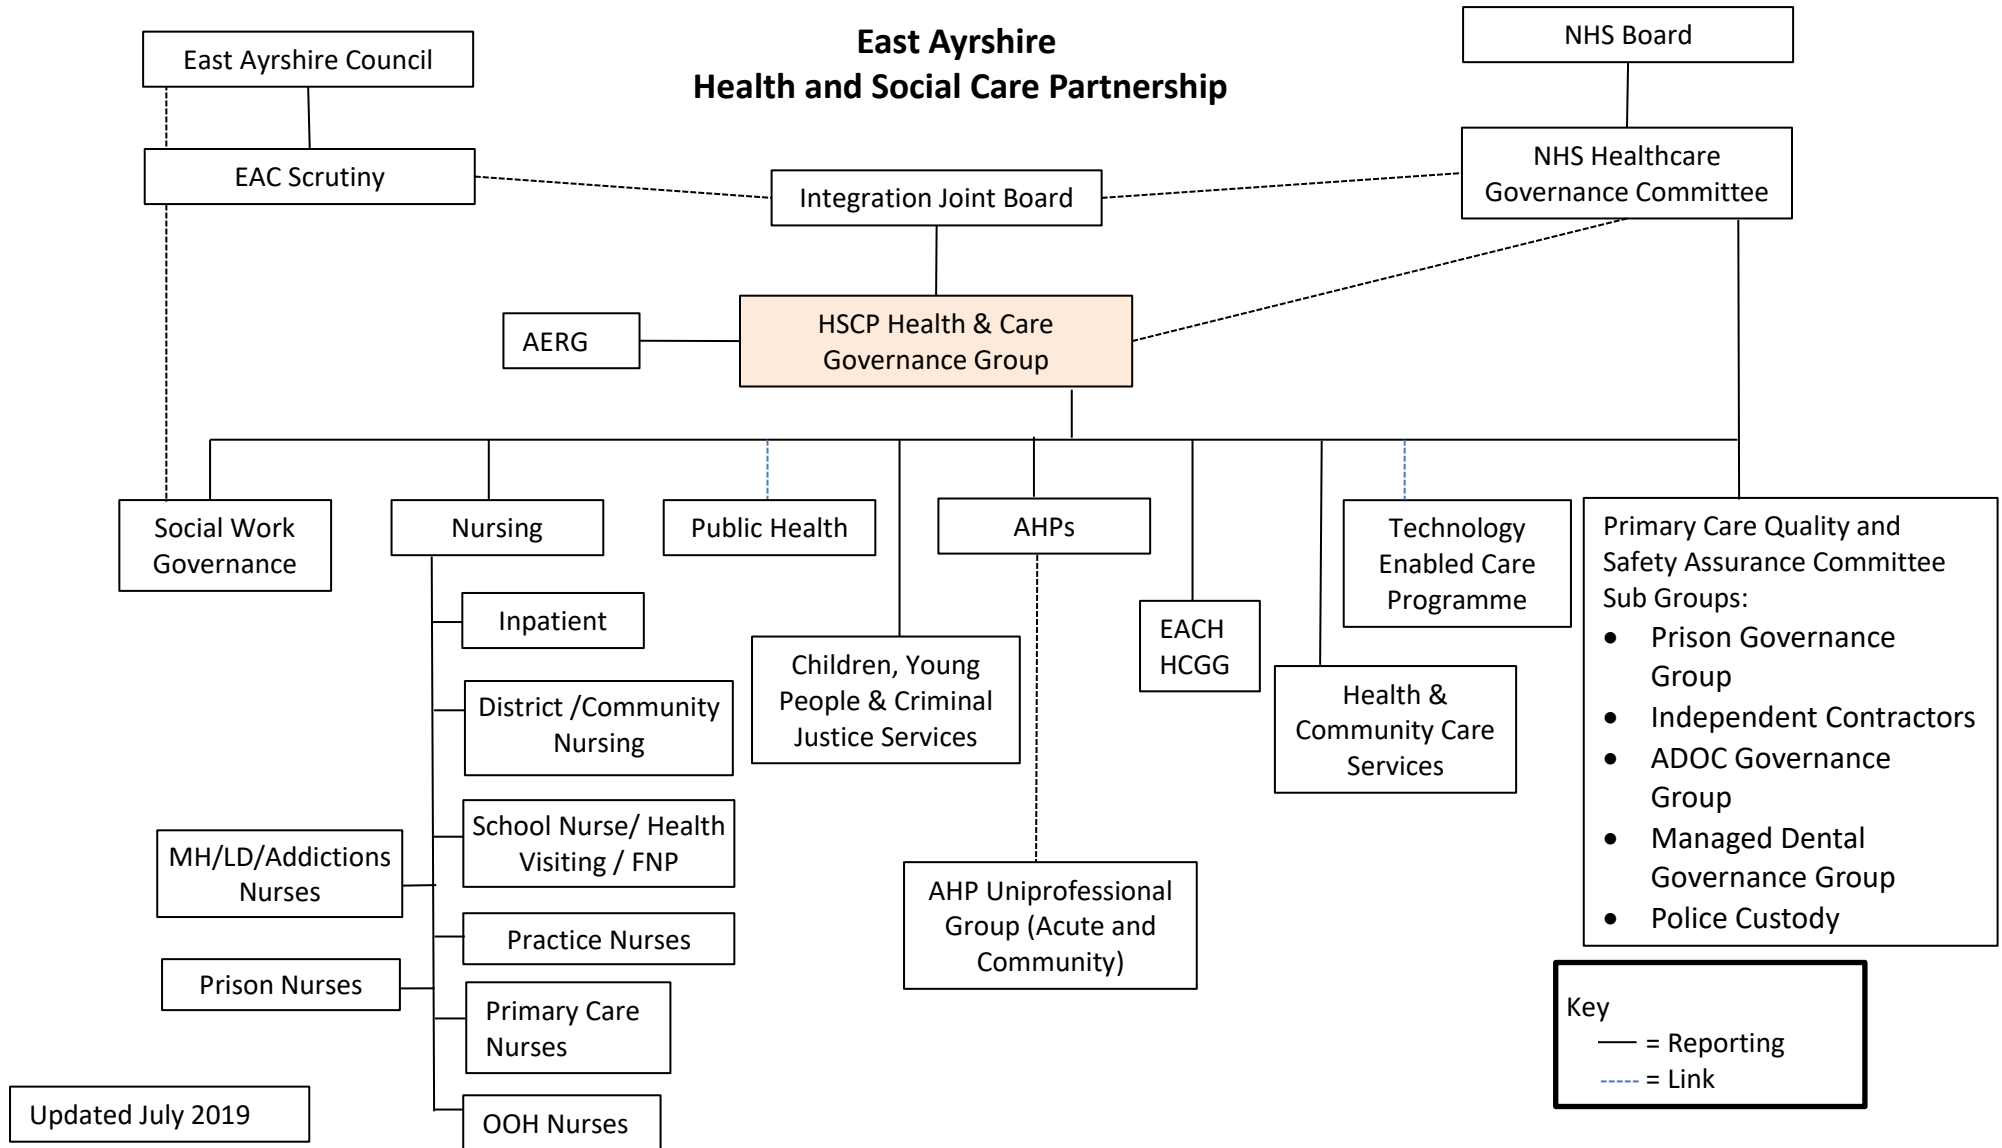 East Ayrshire
Health and Social Care Partnership
East Ayrshire Council
NHS Board
EAC Scrutiny
Integration Joint Board
NHS Healthcare
Governance Committee
AERG
HSCP Health & Care
Governance Group
Social Work
Governance
Nursing
Public Health
AHPs
Technology
Enabled Care
Programme
Primary Care Quality and
Safety Assurance Committee
Sub Groups:
• Prison Governance
Group
• Independent Contractors
• ADOC Governance
Group
• Managed Dental
Governance Group
• Police Custody
Inpatient
District /Community
Nursing
School Nurse/ Health
Visiting / FNP
MH/LD/Addictions
Nurses
Practice Nurses
Prison Nurses
Primary Care
Nurses
OOH Nurses
Children, Young
People & Criminal
Justice Services
EACH
HCGG
Health &
Community Care
Services
AHP Uniprofessional
Group (Acute and
Community)
Key
= Reporting
= Link
Updated July 2019